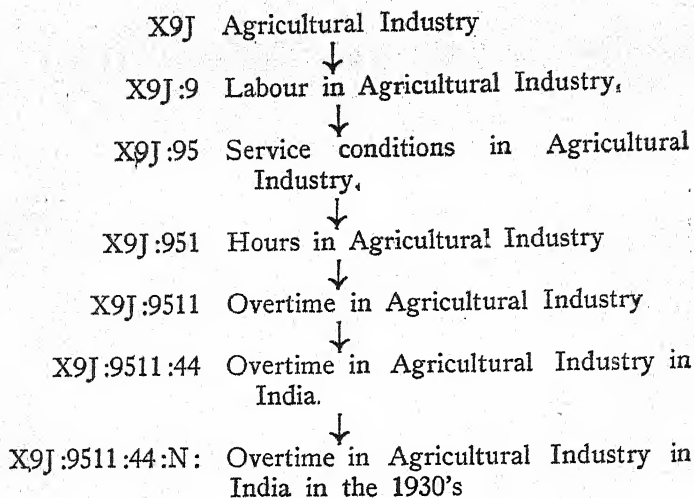 X9J Agricultural Industry
↓
X9J :9 Labour in Agricultural Industry,
↓
X9J :95 Service conditions in Agricultural
Industry,
↓
X9J :951 Hours in Agricultural Industry
↓
X9J :9511 Overtime in Agricultural Industry
↓
X9J :9511 :44 Overtime in Agricultural Industry in
India.
↓
X9J :9511 :44 :N : Overtime in Agricultural Industry in
India in the 1930's